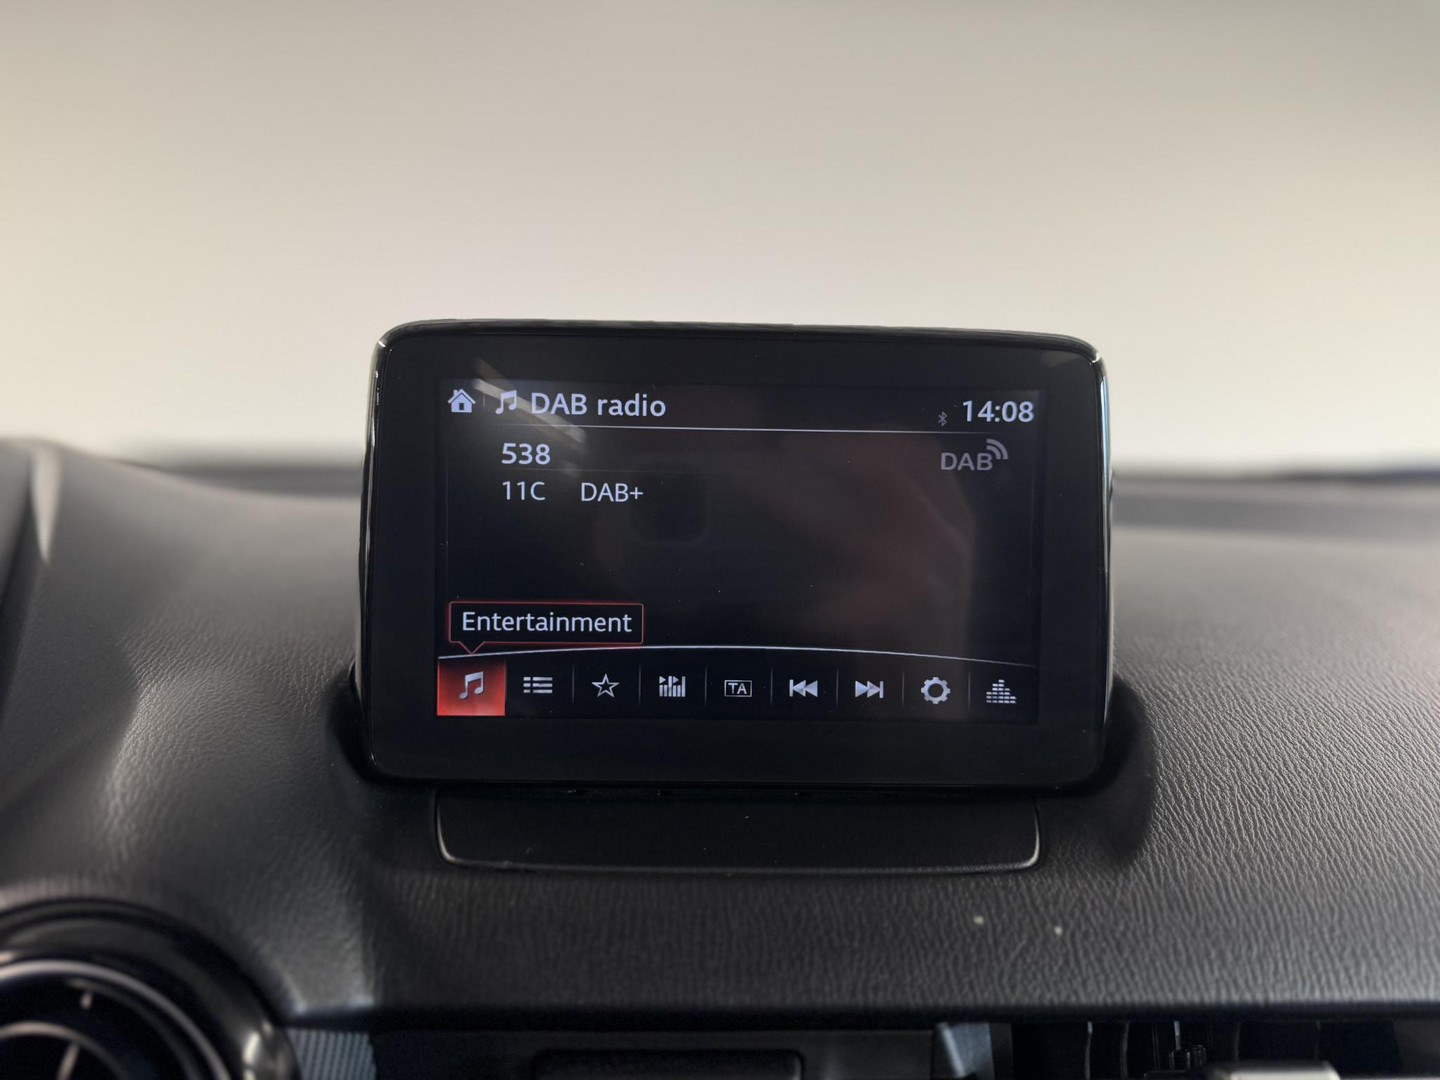 DAB radio 14:08
538 DAB
11C DAB+
Entertainment
TA